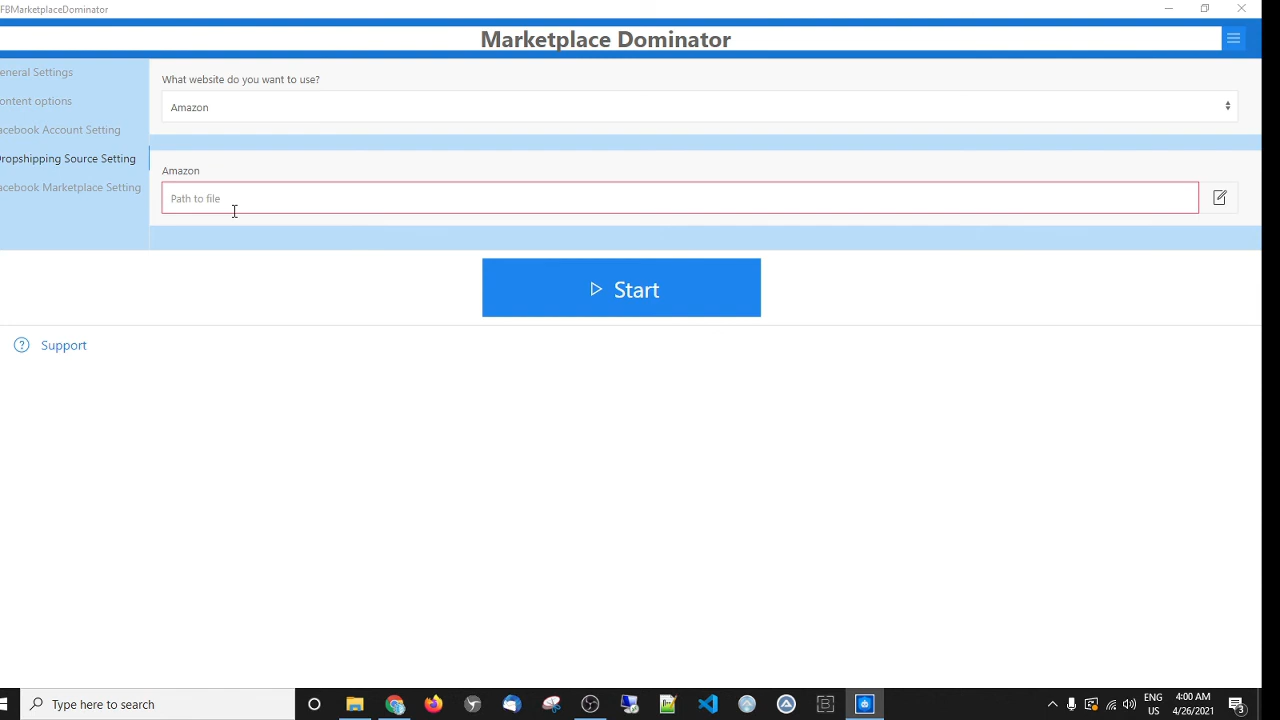 FBMarketplaceDominator
Marketplace Dominator
eneral Settings
ontent options
acebook Account Setting
Dropshipping Source Setting
acebook Marketplace Setting
What website do you want to use?
Amazon
Amazon
Path to file
Start
? Support
Type here to search
ENG
US
4:00 AM
4/26/2021
3